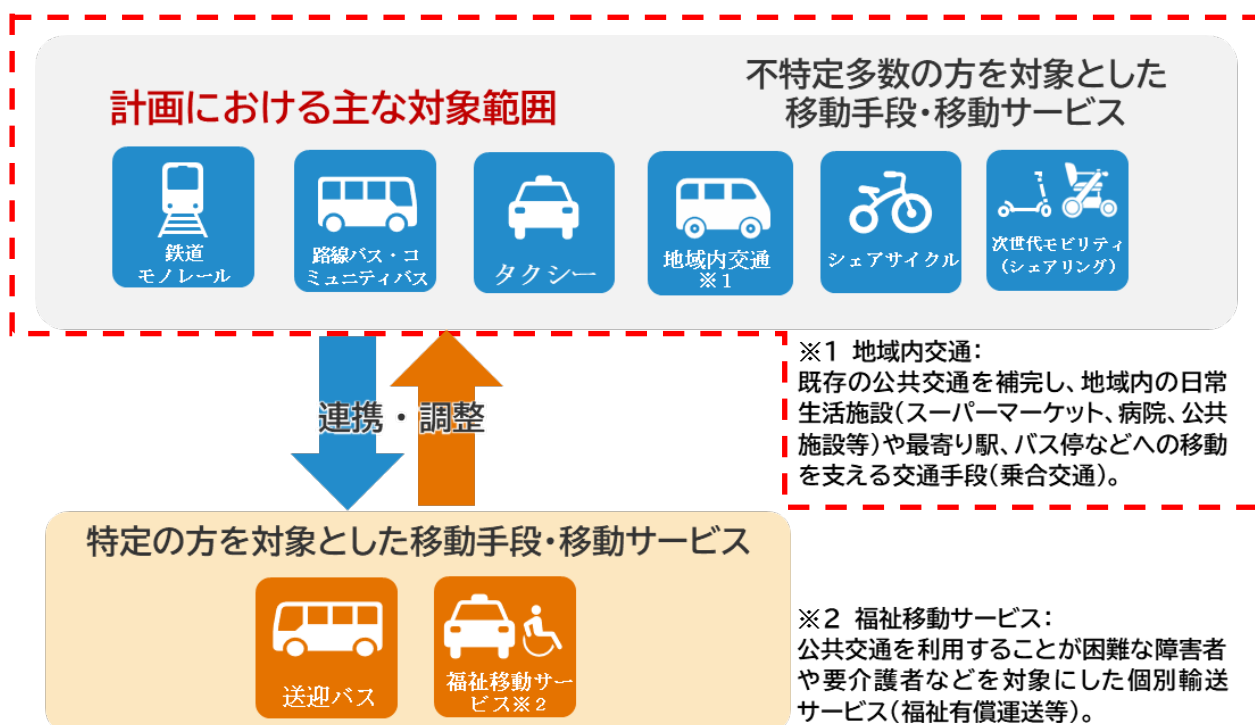 計画における主な対象範囲
不特定多数の方を対象とした
移動手段・移動サービス
鉄道
モノレール
路線バス・コ
ミュニティバス
タクシー
地域内交通
※1
シェアサイクル
次世代モビリティ
(シェアリング)
連携・調整
※1 地域内交通:
既存の公共交通を補完し、地域内の日常
生活施設(スーパーマーケット、病院、公共
施設等)や最寄り駅、バス停などへの移動
を支える交通手段(乗合交通)。
特定の方を対象とした移動手段・移動サービス
送迎バス
福祉移動サー
ビス※2
※2 福祉移動サービス:
公共交通を利用することが困難な障害者
や要介護者などを対象にした個別輸送
サービス(福祉有償運送等)。